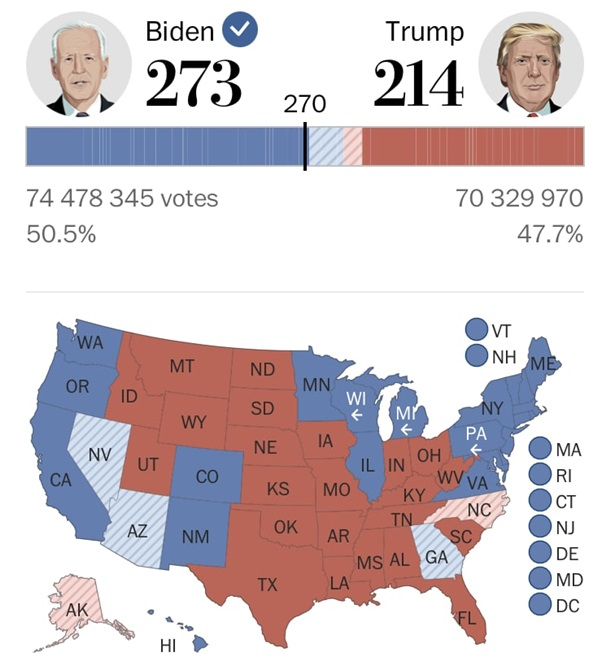 Biden
Trump
273
214
270
74 478 345 votes
70 329 970
50.5%
47.7%
VT
NH
WA
ME
MT
ND
MN
OR
ID
SD
WI
MI
NY
WY
PA
IA
NE
MA
OH
NV
IL
IN
UT
CO
RI
WV
VA
CA
KS
MO
KY
CT
NC
TN
NJ
AZ
NM
OK
AR
SC
DE
MS
AL
GA
MD
TX
LA
DC
AK
FL
HI